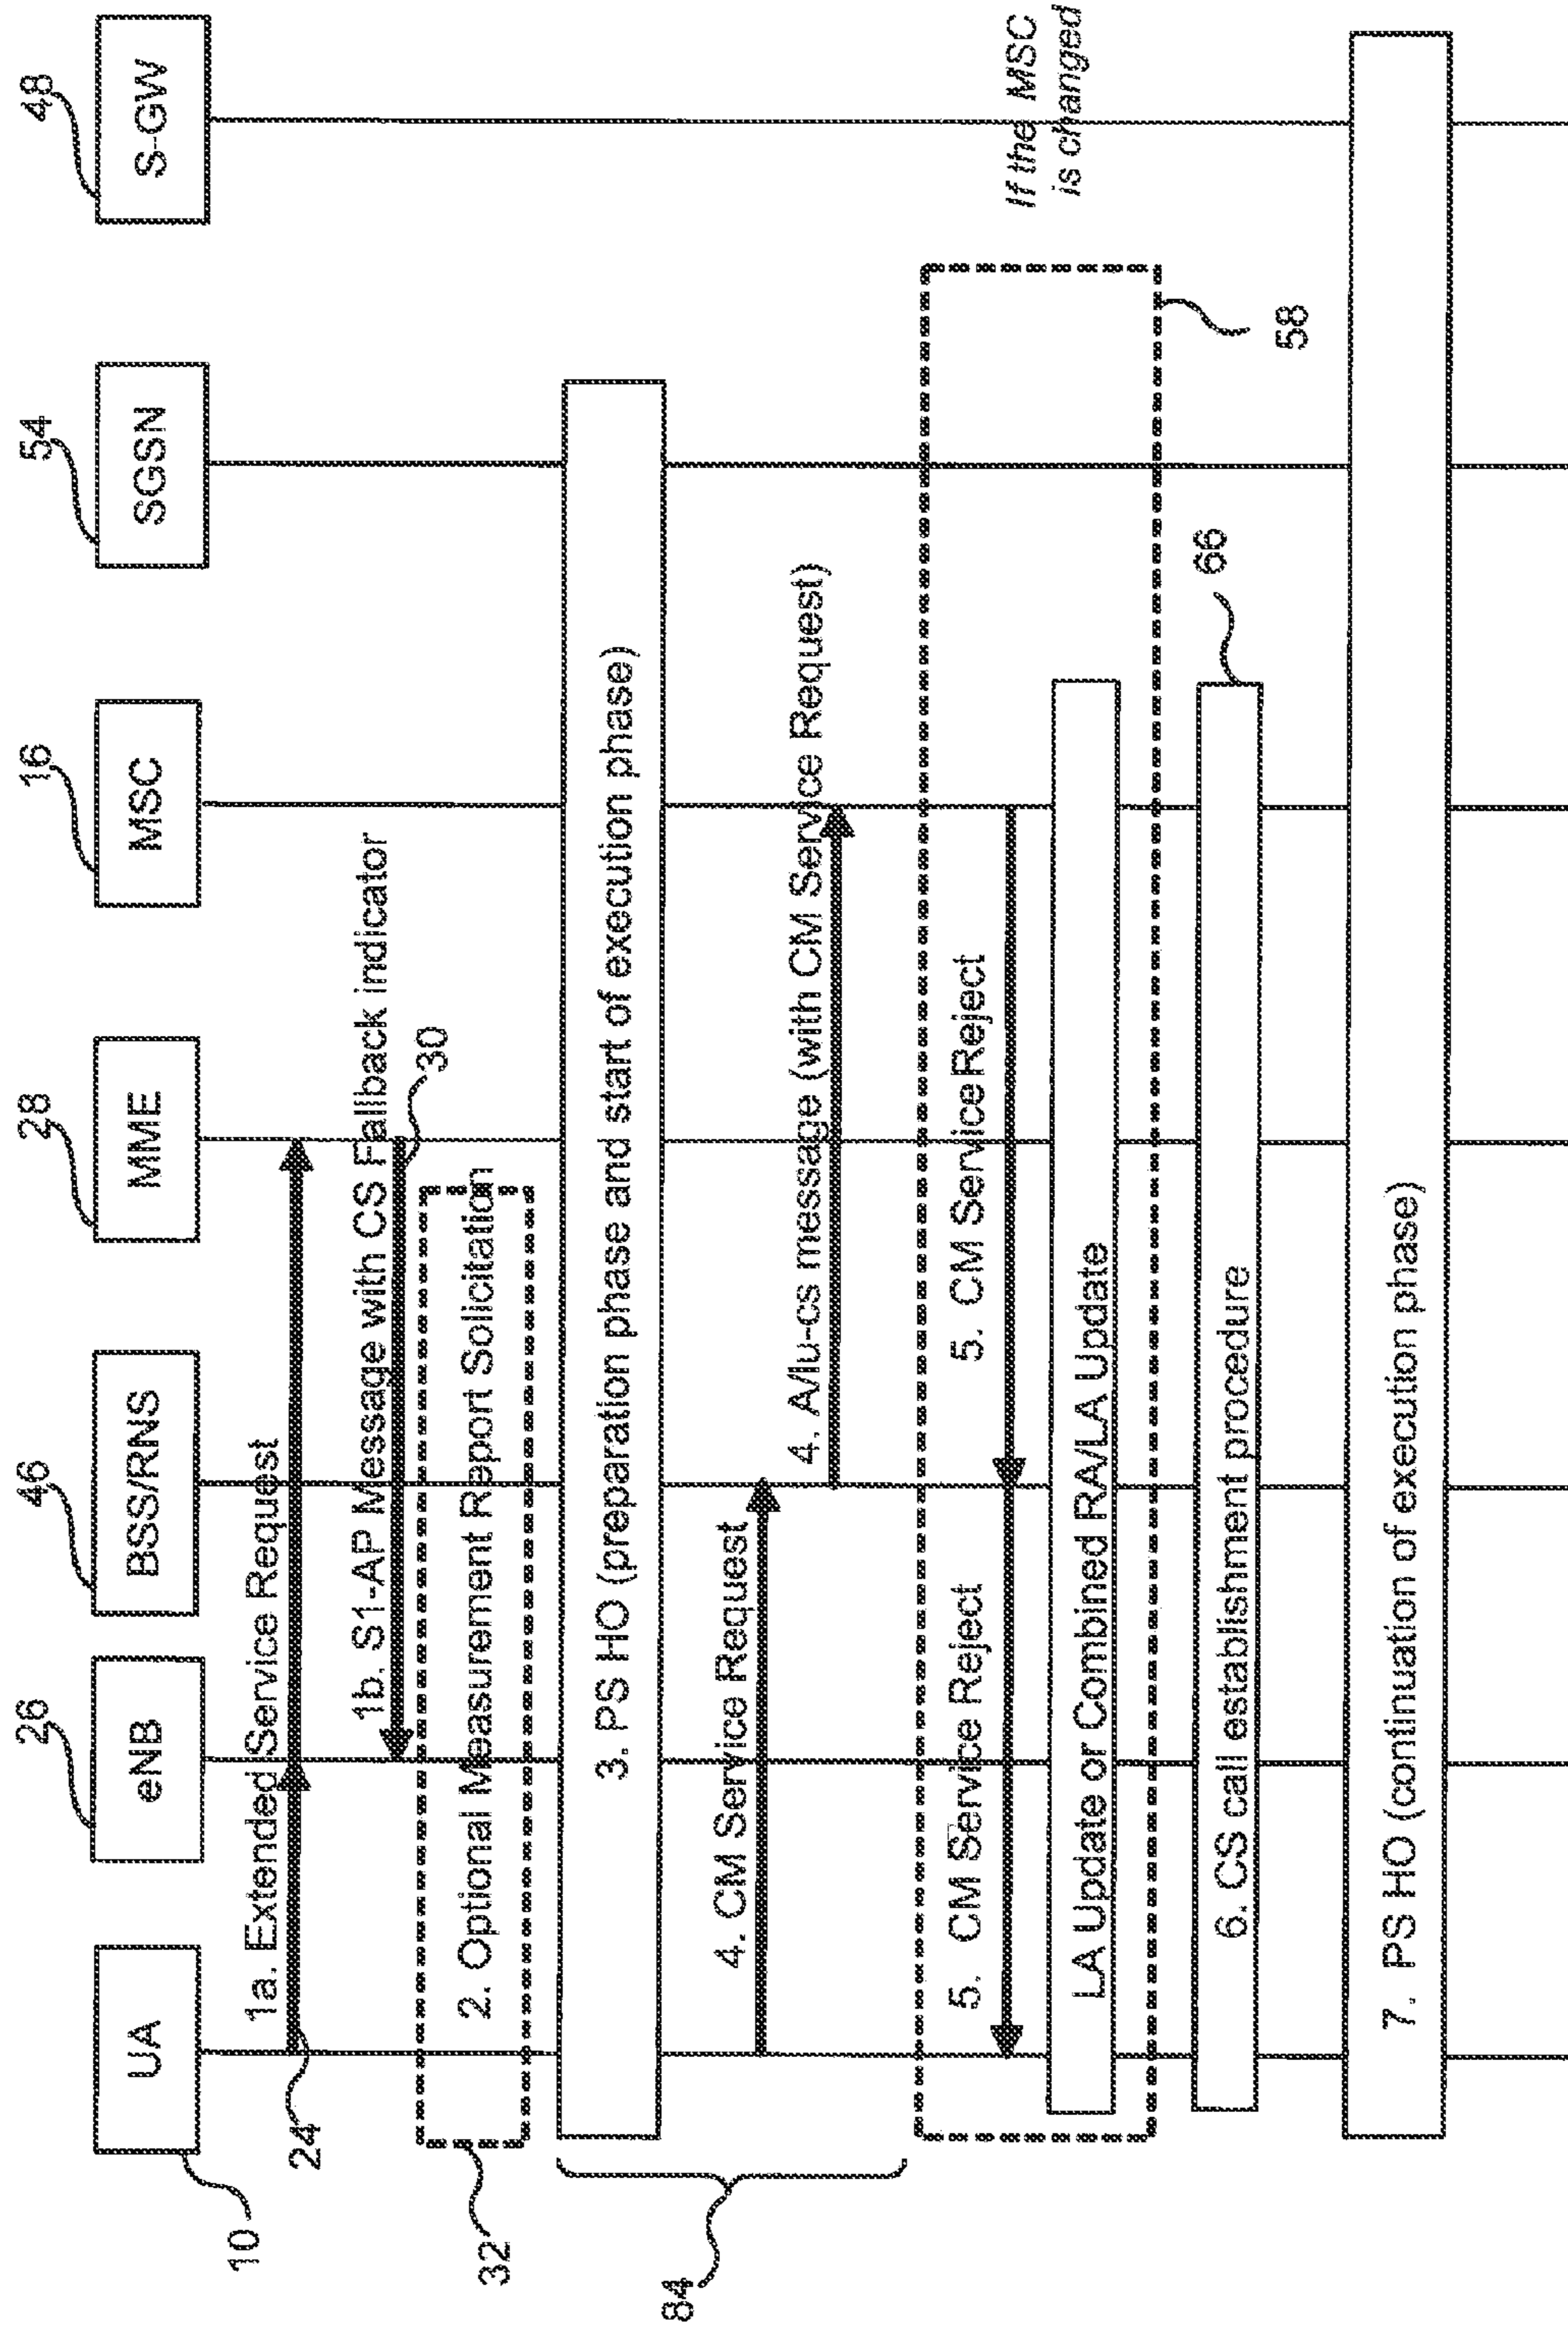 10
UA
26
eNB
46
BSS/RNS
28
MME
16
MSC
54
SGSN
48
S-GW
24
1a. Extended Service Request
1b. S1-AP Message with CS Fallback indicator
30
32
2. Optional Measurement Report Solicitation
84
3. PS HO (preparation phase and start of execution phase)
4. CM Service Request
4. A/Iu-cs message (with CM Service Request)
5. CM Service Reject
5. CM Service Reject
If the MSC
is changed
LA Update or Combined RA/LA Update
58
6. CS call establishment procedure
66
7. PS HO (continuation of execution phase)